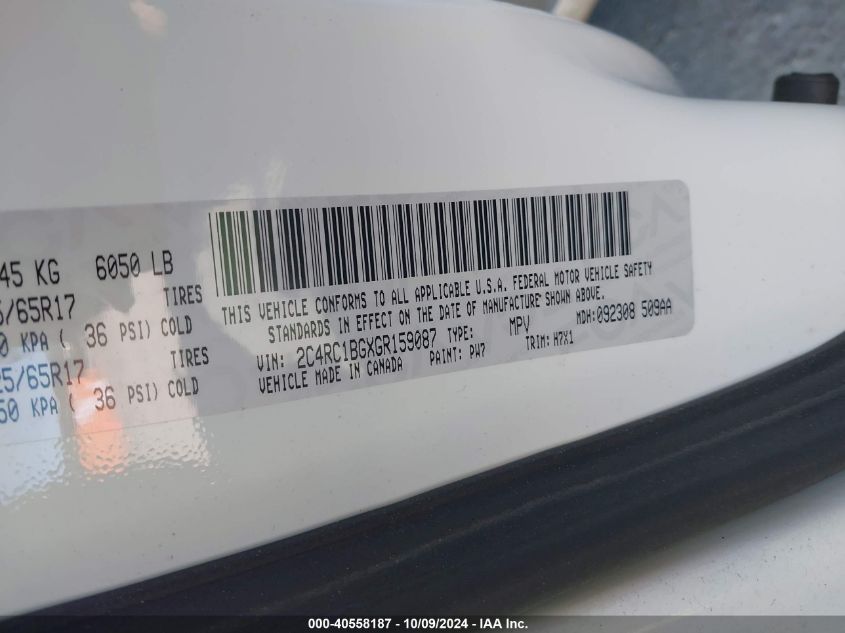 45 KG 6050 LB
5/65R17 TIRES
0 KPA ( 36 PSI) COLD
25/65R17 TIRES
50 KPA ( 36 PSI) COLD
THIS VEHICLE CONFORMS TO ALL APPLICABLE U.S.A. FEDERAL MOTOR VEHICLE SAFETY
STANDARDS IN EFFECT ON THE DATE OF MANUFACTURE SHOWN ABOVE.
VIN: 2C4RC1BGXGR159087 TYPE: MPV MDH:092308 509AA
VEHICLE MADE IN CANADA PAINT: PW7 TRIM: H7X1
000-40558187 - 10/09/2024 - IAA Inc.